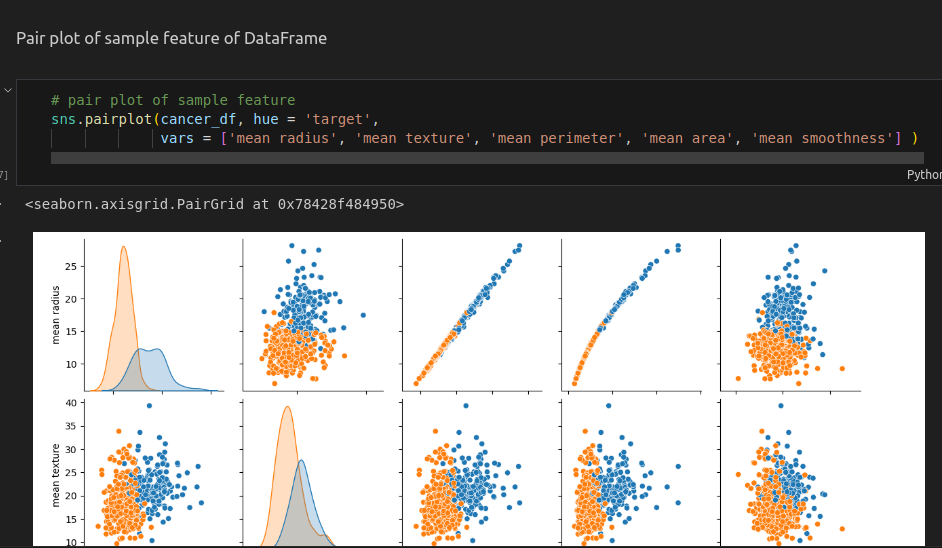 Pair plot of sample feature of DataFrame
# pair plot of sample feature
sns.pairplot(cancer_df, hue = 'target',
vars = ['mean radius', 'mean texture', 'mean perimeter', 'mean area', 'mean smoothness'] )
7]
Python
<seaborn.axisgrid.PairGrid at 0x78428f484950>
mean radius
25
20
15
10
mean texture
40
35
30
25
20
15
10